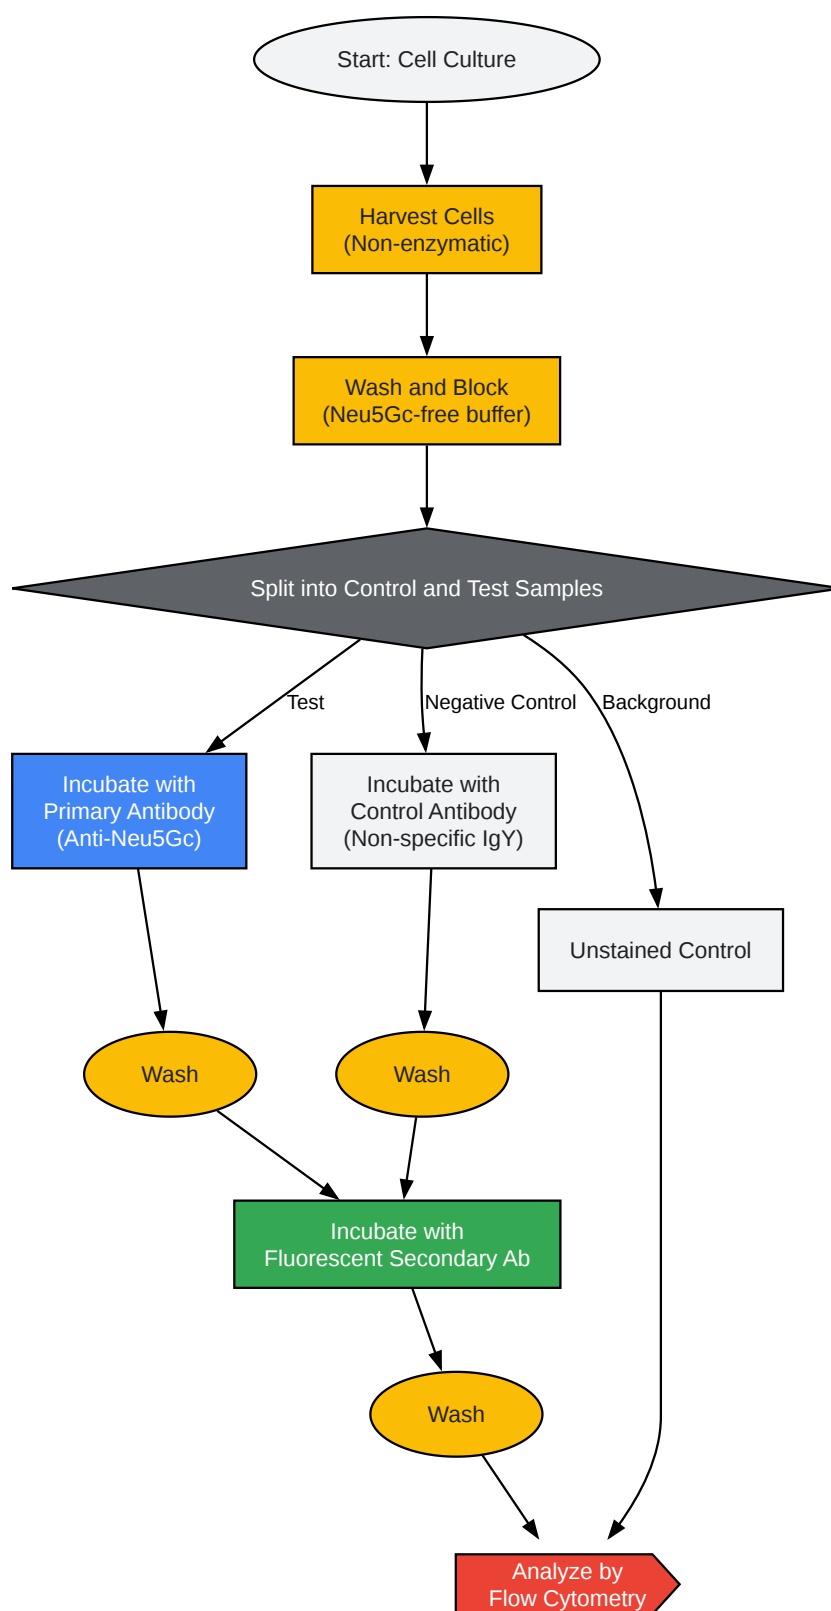 Start: Cell Culture
Harvest Cells
(Non-enzymatic)
Wash and Block
(Neu5Gc-free buffer)
Split into Control and Test Samples
Test
Negative Control
Background
Incubate with
Primary Antibody
(Anti-Neu5Gc)
Incubate with
Control Antibody
(Non-specific IgY)
Unstained Control
Wash
Wash
Incubate with
Fluorescent Secondary Ab
Wash
Analyze by
Flow Cytometry